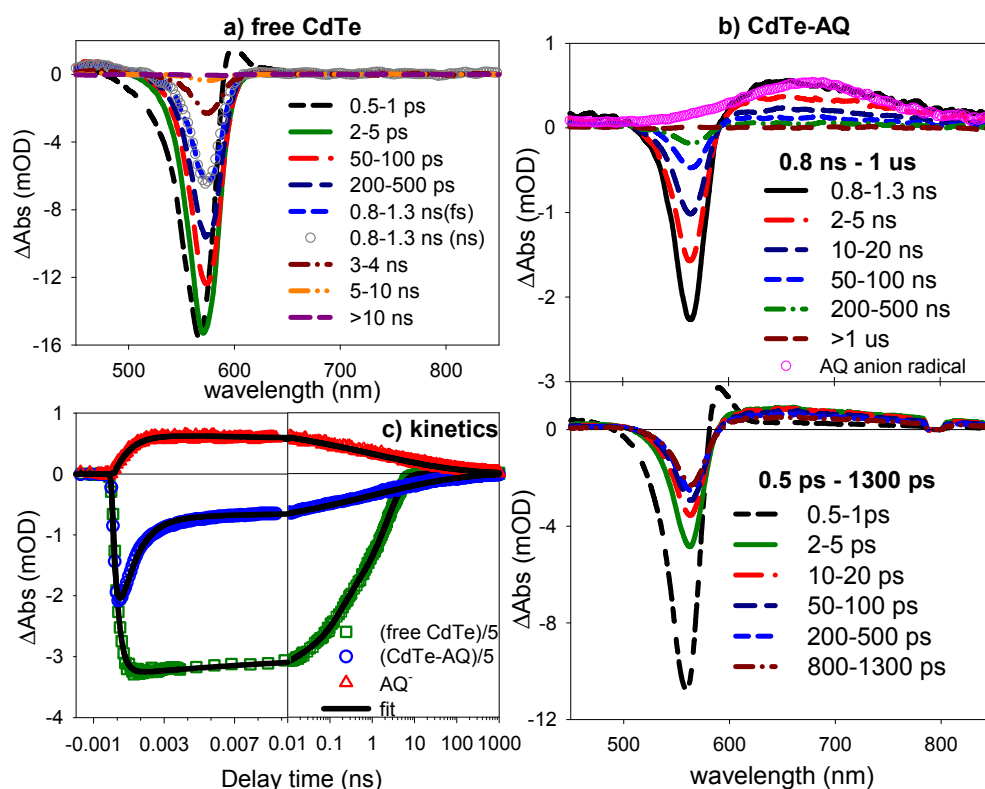 a) free CdTe
0
-4
-8
-12
-16
ΔAbs (mOD)
0.5-1 ps
2-5 ps
50-100 ps
200-500 ps
0.8-1.3 ns(fs)
0.8-1.3 ns (ns)
3-4 ns
5-10 ns
>10 ns
500 600 700 800
wavelength (nm)
b) CdTe-AQ
1
0
-1
-2
-3
ΔAbs (mOD)
0.8 ns - 1 us
0.8-1.3 ns
2-5 ns
10-20 ns
50-100 ns
200-500 ns
>1 us
AQ anion radical
c) kinetics
1
0
-1
-2
-3
-4
ΔAbs (mOD)
(free CdTe)/5
(CdTe-AQ)/5
AQ⁻
fit
-0.001 0.003 0.007 0.01 0.1 1 10 100 1000
Delay time (ns)
0
-4
-8
-12
ΔAbs (mOD)
0.5 ps - 1300 ps
0.5-1ps
2-5 ps
10-20 ps
50-100 ps
200-500 ps
800-1300 ps
500 600 700 800
wavelength (nm)